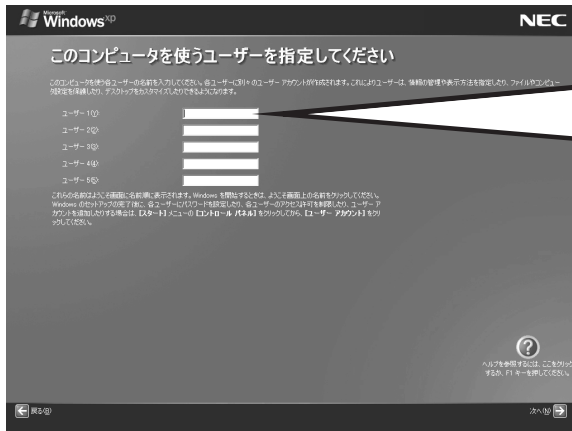 Microsoft
Windows xp
NEC
このコンピュータを使うユーザーを指定してください
このコンピュータを使う各ユーザーの名前を入力してください。各ユーザーに別々のユーザー アカウントが作成されます。これによりユーザーは、情報の管理や表示方法を指定したり、ファイルやコンピュー
タ設定を保護したり、デスクトップをカスタマイズしたりできるようになります。
ユーザー 1(Y):
ユーザー 2(2):
ユーザー 3(3):
ユーザー 4(4):
ユーザー 5(5):
これらの名前はようこそ画面に名前順に表示されます。Windows を開始するときは、ようこそ画面上の名前をクリックしてください。
Windows のセットアップの完了後に、各ユーザーにパスワードを設定したり、各ユーザーのアクセス許可を制限したり、ユーザー ア
カウントを追加したりする場合は、[スタート] メニューの [コントロール パネル] をクリックしてから、[ユーザー アカウント] をクリ
ックしてください。
?
ヘルプを参照するには、ここをクリック
するか、F1 キーを押してください。
戻る(B)
次へ(N)